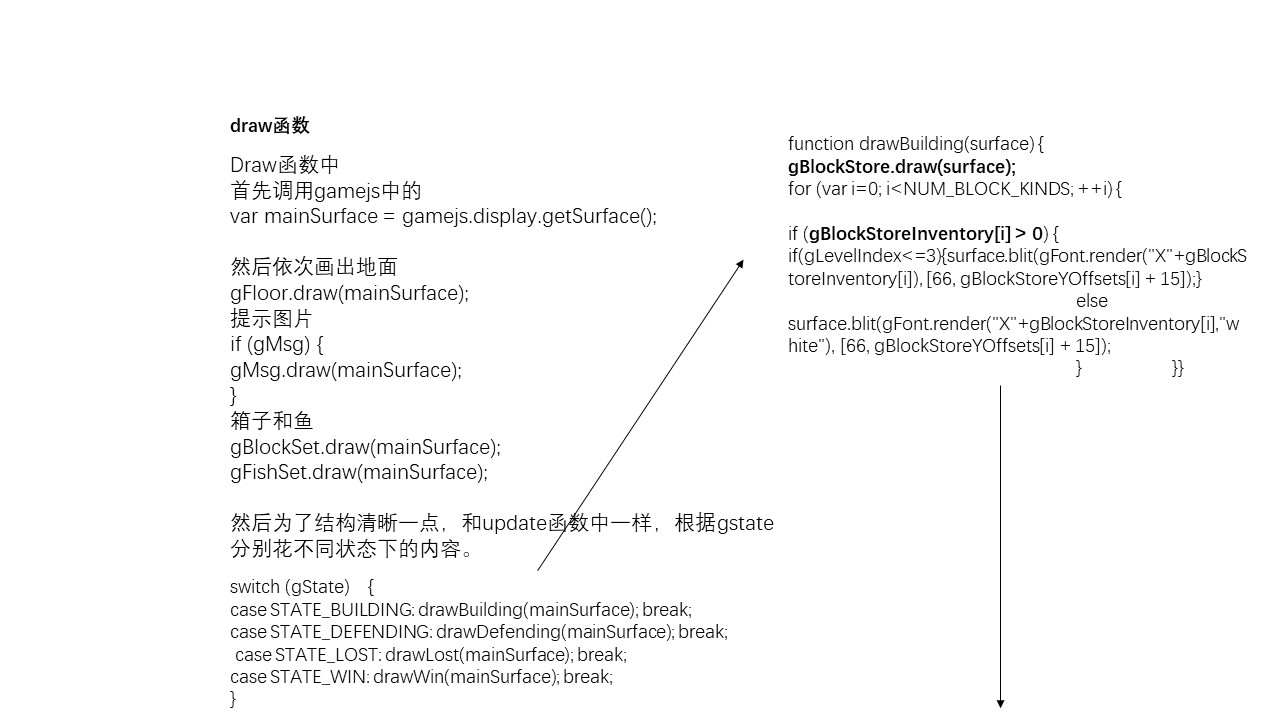 draw函数
Draw函数中
首先调用gamejs中的
var mainSurface = gamejs.display.getSurface();
然后依次画出地面
gFloor.draw(mainSurface);
提示图片
if (gMsg) {
gMsg.draw(mainSurface);
}
箱子和鱼
gBlockSet.draw(mainSurface);
gFishSet.draw(mainSurface);
然后为了结构清晰一点，和update函数中一样，根据gstate
分别花不同状态下的内容。
switch (gState) {
case STATE_BUILDING: drawBuilding(mainSurface); break;
case STATE_DEFENDING: drawDefending(mainSurface); break;
case STATE_LOST: drawLost(mainSurface); break;
case STATE_WIN: drawWin(mainSurface); break;
}
function drawBuilding(surface) {
gBlockStore.draw(surface);
for (var i=0; i<NUM_BLOCK_KINDS; ++i) {
if (gBlockStoreInventory[i] > 0) {
if(gLevelIndex<=3){surface.blit(gFont.render("X"+gBlockS
toreInventory[i]), [66, gBlockStoreYOffsets[i] + 15]);}
else
surface.blit(gFont.render("X"+gBlockStoreInventory[i],"w
hite"), [66, gBlockStoreYOffsets[i] + 15]);
} }}